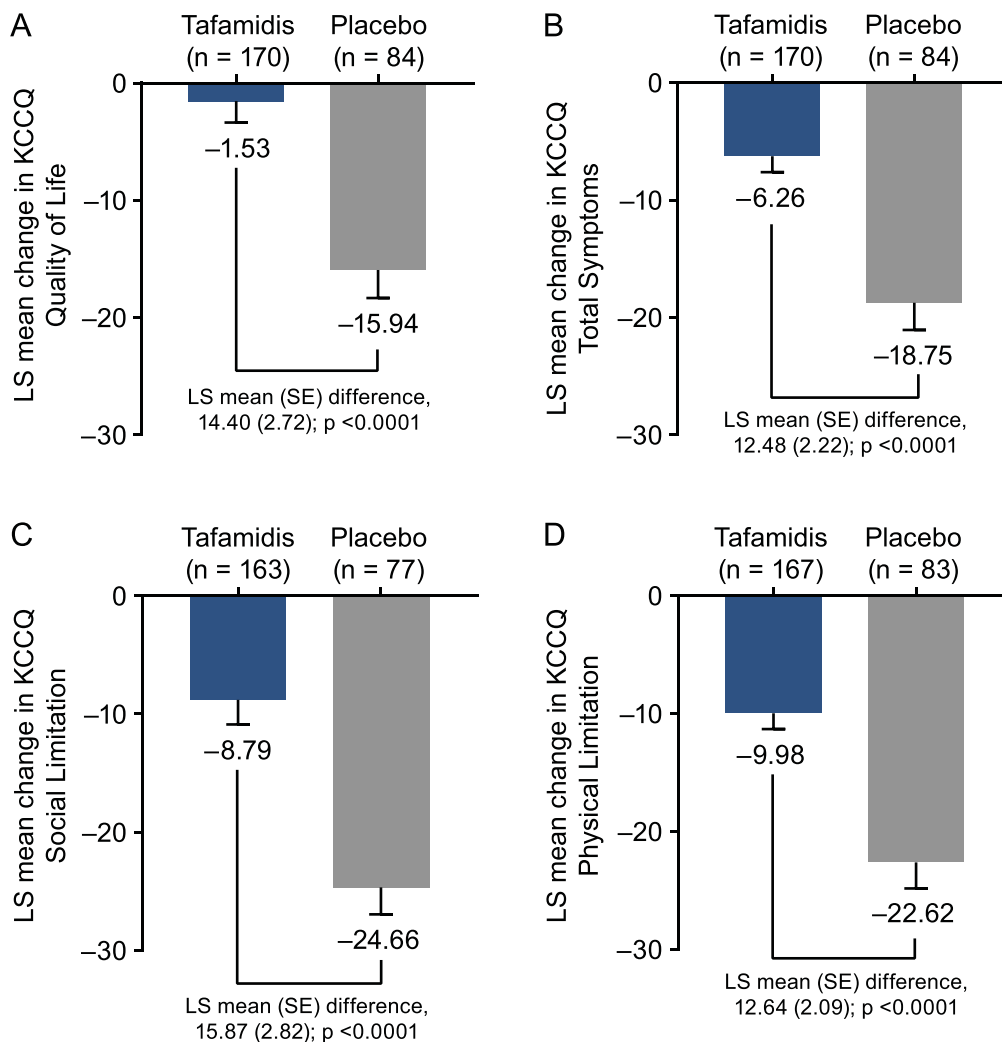 A
Tafamidis
(n = 170)
Placebo
(n = 84)
LS mean change in KCCQ
Quality of Life
0
–10
–20
–30
–1.53
–15.94
LS mean (SE) difference,
14.40 (2.72); p <0.0001
B
Tafamidis
(n = 170)
Placebo
(n = 84)
LS mean change in KCCQ
Total Symptoms
0
–10
–20
–30
–6.26
–18.75
LS mean (SE) difference,
12.48 (2.22); p <0.0001
C
Tafamidis
(n = 163)
Placebo
(n = 77)
LS mean change in KCCQ
Social Limitation
0
–10
–20
–30
–8.79
–24.66
LS mean (SE) difference,
15.87 (2.82); p <0.0001
D
Tafamidis
(n = 167)
Placebo
(n = 83)
LS mean change in KCCQ
Physical Limitation
0
–10
–20
–30
–9.98
–22.62
LS mean (SE) difference,
12.64 (2.09); p <0.0001